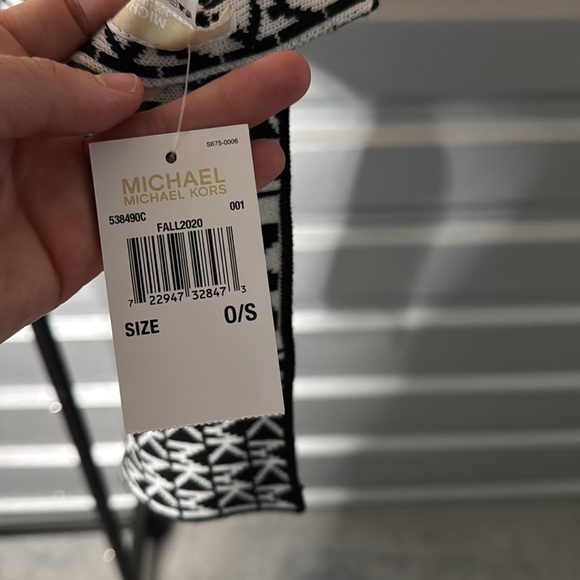 S675-0006
MICHAEL
MICHAEL KORS
538490C 001
FALL2020
7 22947 32847 3
SIZE O/S